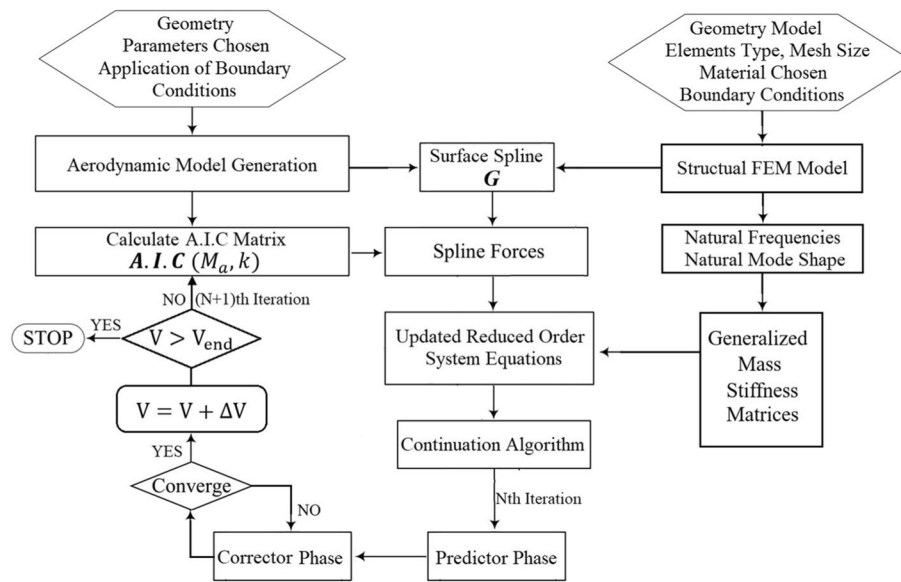 Geometry
Parameters Chosen
Application of Boundary
Conditions
Geometry Model
Elements Type, Mesh Size
Material Chosen
Boundary Conditions
Aerodynamic Model Generation
Surface Spline
G
Structual FEM Model
Calculate A.I.C Matrix
A.I.C (Ma, k)
Spline Forces
Natural Frequencies
Natural Mode Shape
NO
(N+1)th Iteration
STOP
YES
V > Vend
Updated Reduced Order
System Equations
Generalized
Mass
Stiffness
Matrices
V = V + ΔV
YES
Continuation Algorithm
Converge
NO
Nth Iteration
Corrector Phase
Predictor Phase